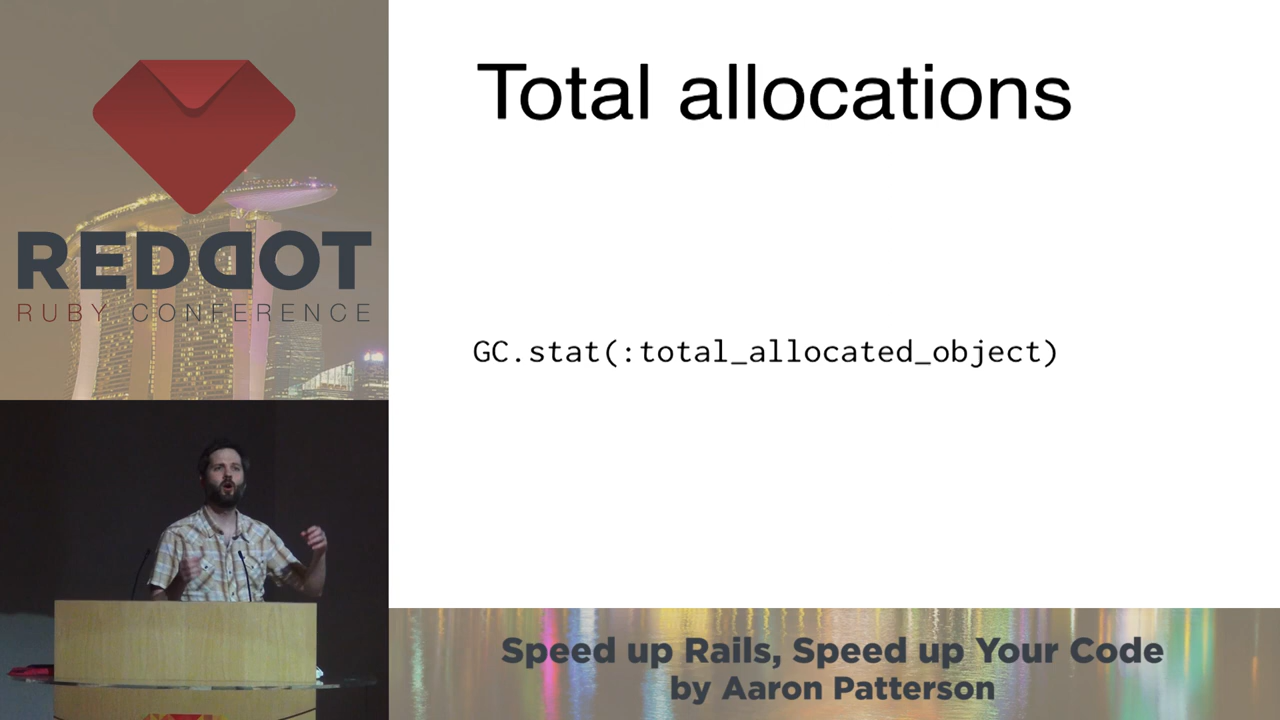 REDDOT
RUBY CONFERENCE
Total allocations
GC.stat(:total_allocated_object)
Speed up Rails, Speed up Your Code
by Aaron Patterson